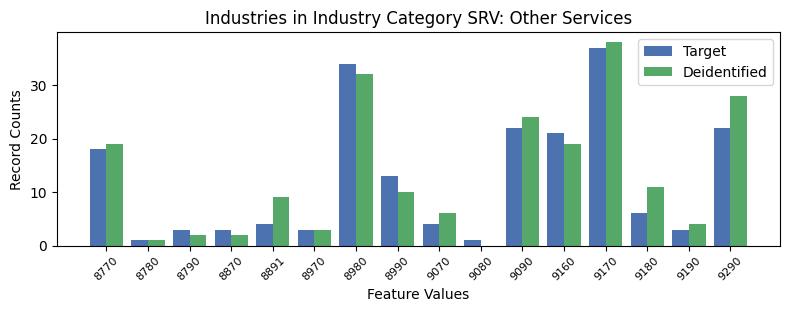 Industries in Industry Category SRV: Other Services
Target
Deidentified
Record Counts
30
20
10
0
8770 8780 8790 8870 8891 8970 8980 8990 9070 9080 9090 9160 9170 9180 9190 9290
Feature Values